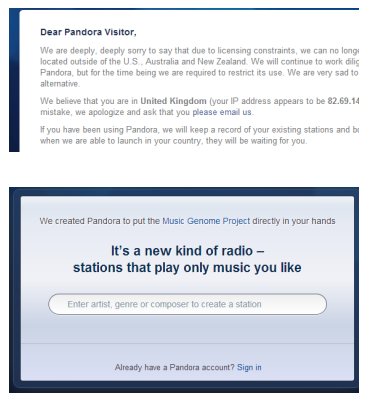 Dear Pandora Visitor,
We are deeply, deeply sorry to say that due to licensing constraints, we can no longe
located outside of the U.S., Australia and New Zealand. We will continue to work dilig
Pandora, but for the time being we are required to restrict its use. We are very sad to
alternative.
We believe that you are in United Kingdom (your IP address appears to be 82.69.14
mistake, we apologize and ask that you please email us.
If you have been using Pandora, we will keep a record of your existing stations and bo
when we are able to launch in your country, they will be waiting for you.
We created Pandora to put the Music Genome Project directly in your hands
It's a new kind of radio –
stations that play only music you like
Enter artist, genre or composer to create a station
Already have a Pandora account? Sign in